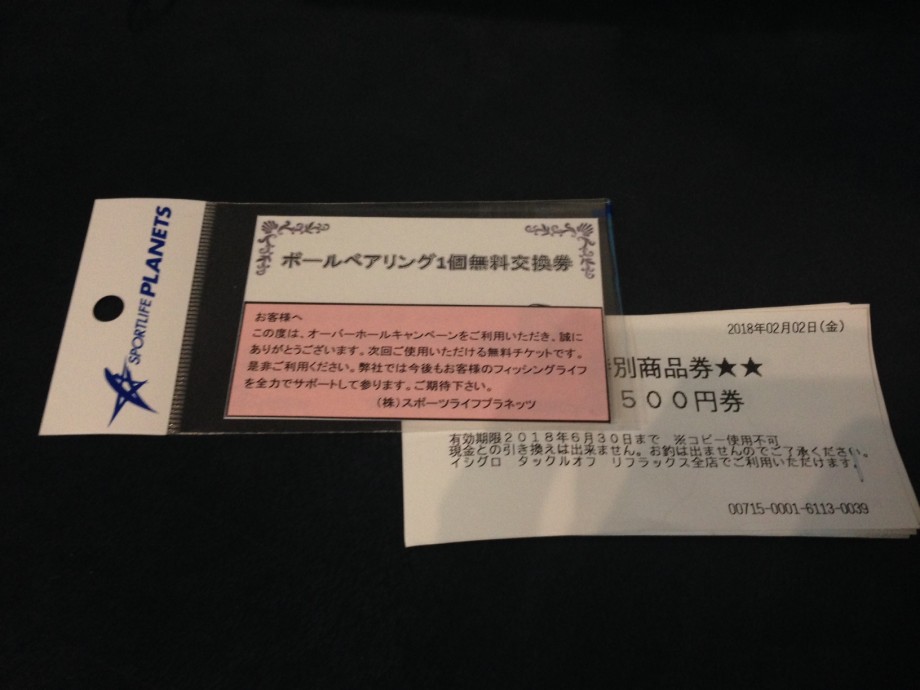 SPORTLIFE PLANETS
ボールベアリング1個無料交換券
お客様へ
この度は、オーバーホールキャンペーンをご利用いただき、誠に
ありがとうございます。次回ご使用いただける無料チケットです。
是非ご利用ください。弊社では今後もお客様のフィッシングライフ
を全力でサポートして参ります。ご期待下さい。
(株)スポーツライフプラネッツ
2018年02月02日(金)
別商品券★★
500円券
有効期限2018年6月30日まで ※コピー使用不可
現金との引き換えは出来ません。お釣は出ませんのでご了承ください。
イシグロ タックルオフ リフラックス全店でご利用いただけます。
00715-0001-6113-0039